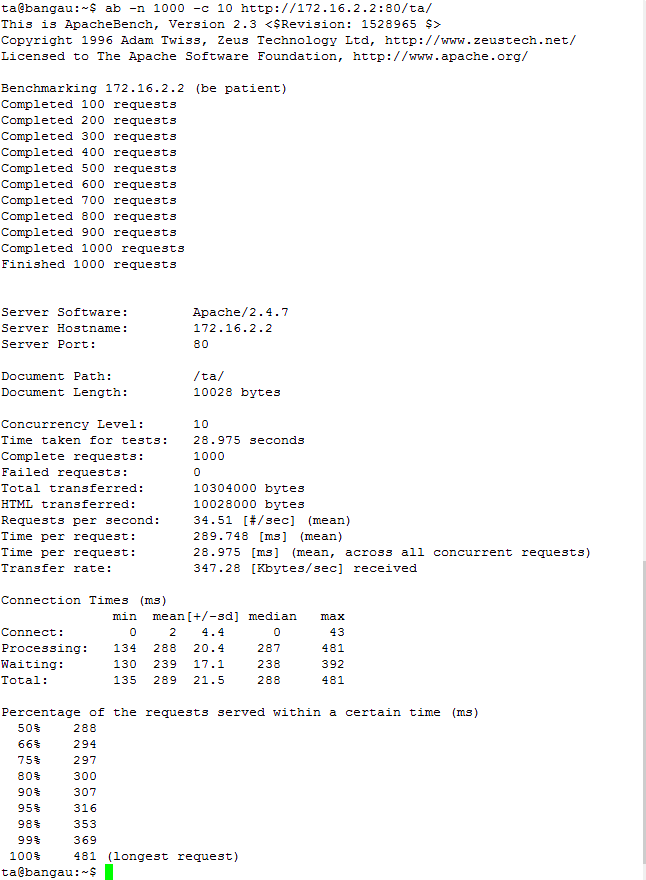 ta@bangau:~$ ab -n 1000 -c 10 http://172.16.2.2:80/ta/
This is ApacheBench, Version 2.3 <$Revision: 1528965 $>
Copyright 1996 Adam Twiss, Zeus Technology Ltd, http://www.zeustech.net/
Licensed to The Apache Software Foundation, http://www.apache.org/

Benchmarking 172.16.2.2 (be patient)
Completed 100 requests
Completed 200 requests
Completed 300 requests
Completed 400 requests
Completed 500 requests
Completed 600 requests
Completed 700 requests
Completed 800 requests
Completed 900 requests
Completed 1000 requests
Finished 1000 requests


Server Software:        Apache/2.4.7
Server Hostname:        172.16.2.2
Server Port:            80

Document Path:          /ta/
Document Length:        10028 bytes

Concurrency Level:      10
Time taken for tests:   28.975 seconds
Complete requests:      1000
Failed requests:        0
Total transferred:      10304000 bytes
HTML transferred:       10028000 bytes
Requests per second:    34.51 [#/sec] (mean)
Time per request:       289.748 [ms] (mean)
Time per request:       28.975 [ms] (mean, across all concurrent requests)
Transfer rate:          347.28 [Kbytes/sec] received

Connection Times (ms)
              min  mean[+/-sd] median   max
Connect:        0    2   4.4      0      43
Processing:   134  288  20.4    287     481
Waiting:      130  239  17.1    238     392
Total:        135  289  21.5    288     481

Percentage of the requests served within a certain time (ms)
  50%    288
  66%    294
  75%    297
  80%    300
  90%    307
  95%    316
  98%    353
  99%    369
 100%    481 (longest request)
ta@bangau:~$